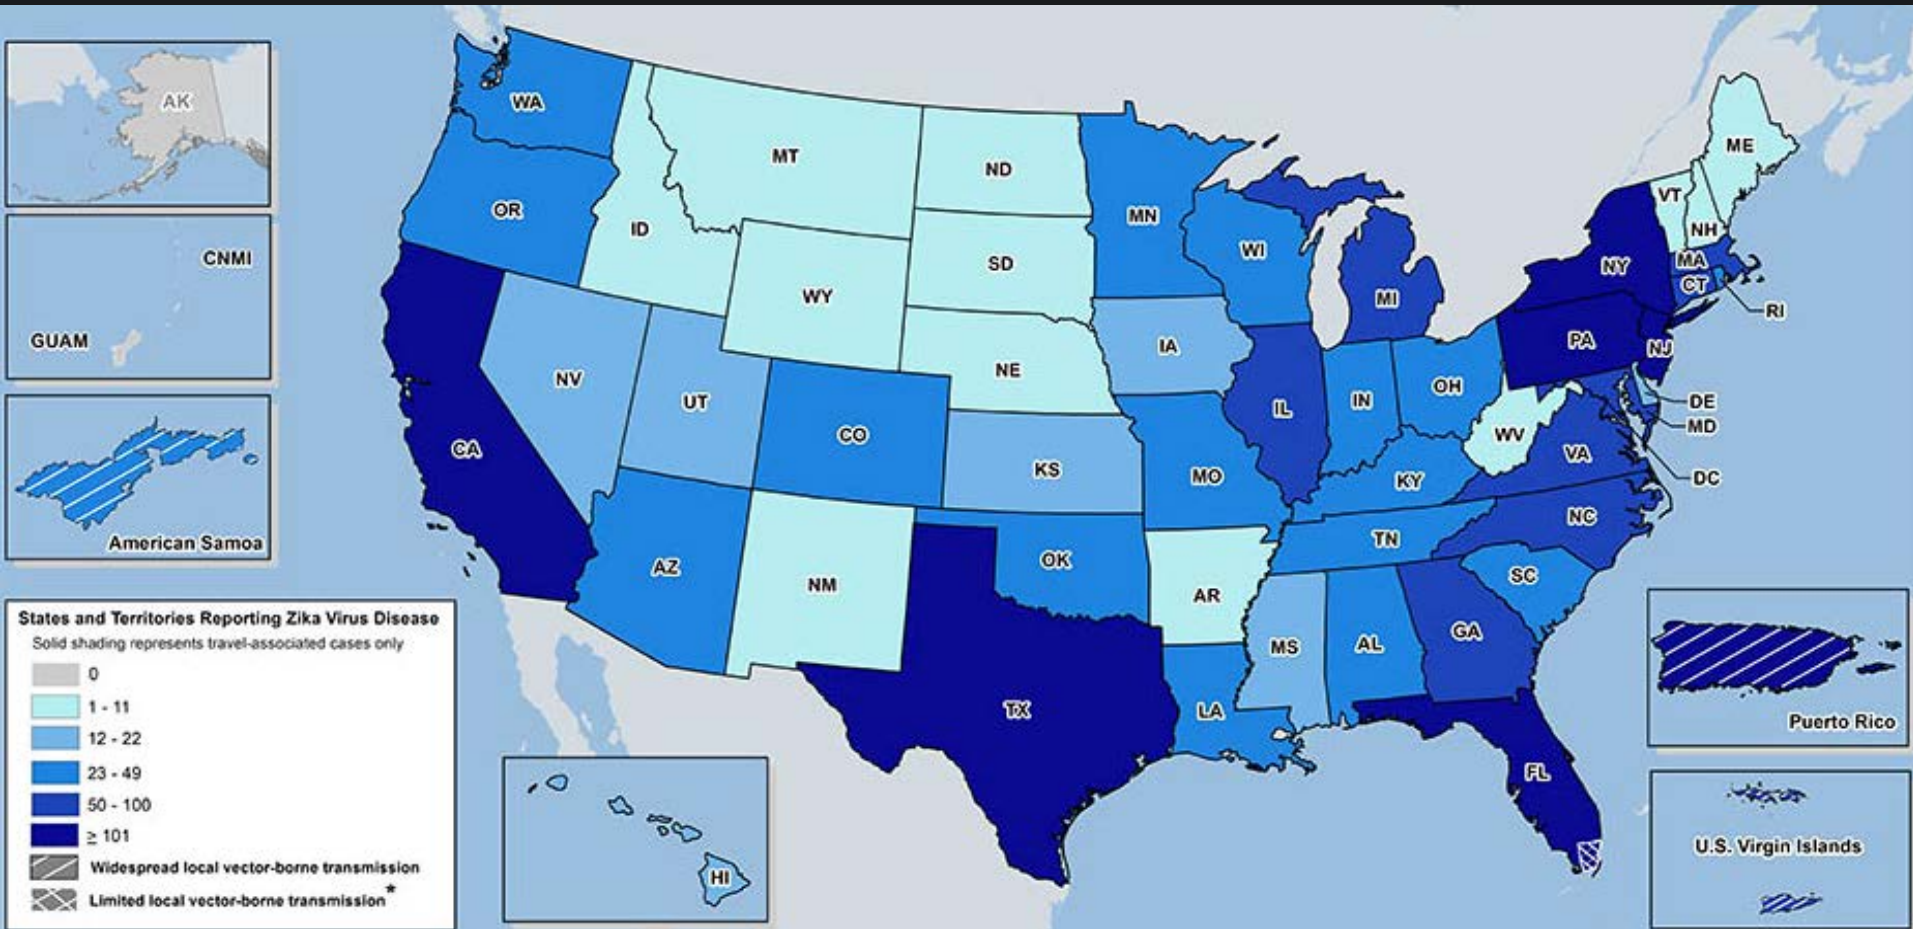 AK
CNMI
GUAM
American Samoa
States and Territories Reporting Zika Virus Disease
Solid shading represents travel-associated cases only
0
1 - 11
12 - 22
23 - 49
50 - 100
≥ 101
Widespread local vector-borne transmission
Limited local vector-borne transmission*
WA
OR
CA
ID
NV
MT
WY
UT
AZ
CO
NM
ND
SD
NE
KS
OK
TX
MN
IA
MO
AR
LA
WI
IL
MS
MI
IN
OH
KY
TN
AL
GA
FL
SC
NC
VA
WV
PA
NY
NJ
VT
NH
ME
MA
CT
RI
DE
MD
DC
HI
Puerto Rico
U.S. Virgin Islands